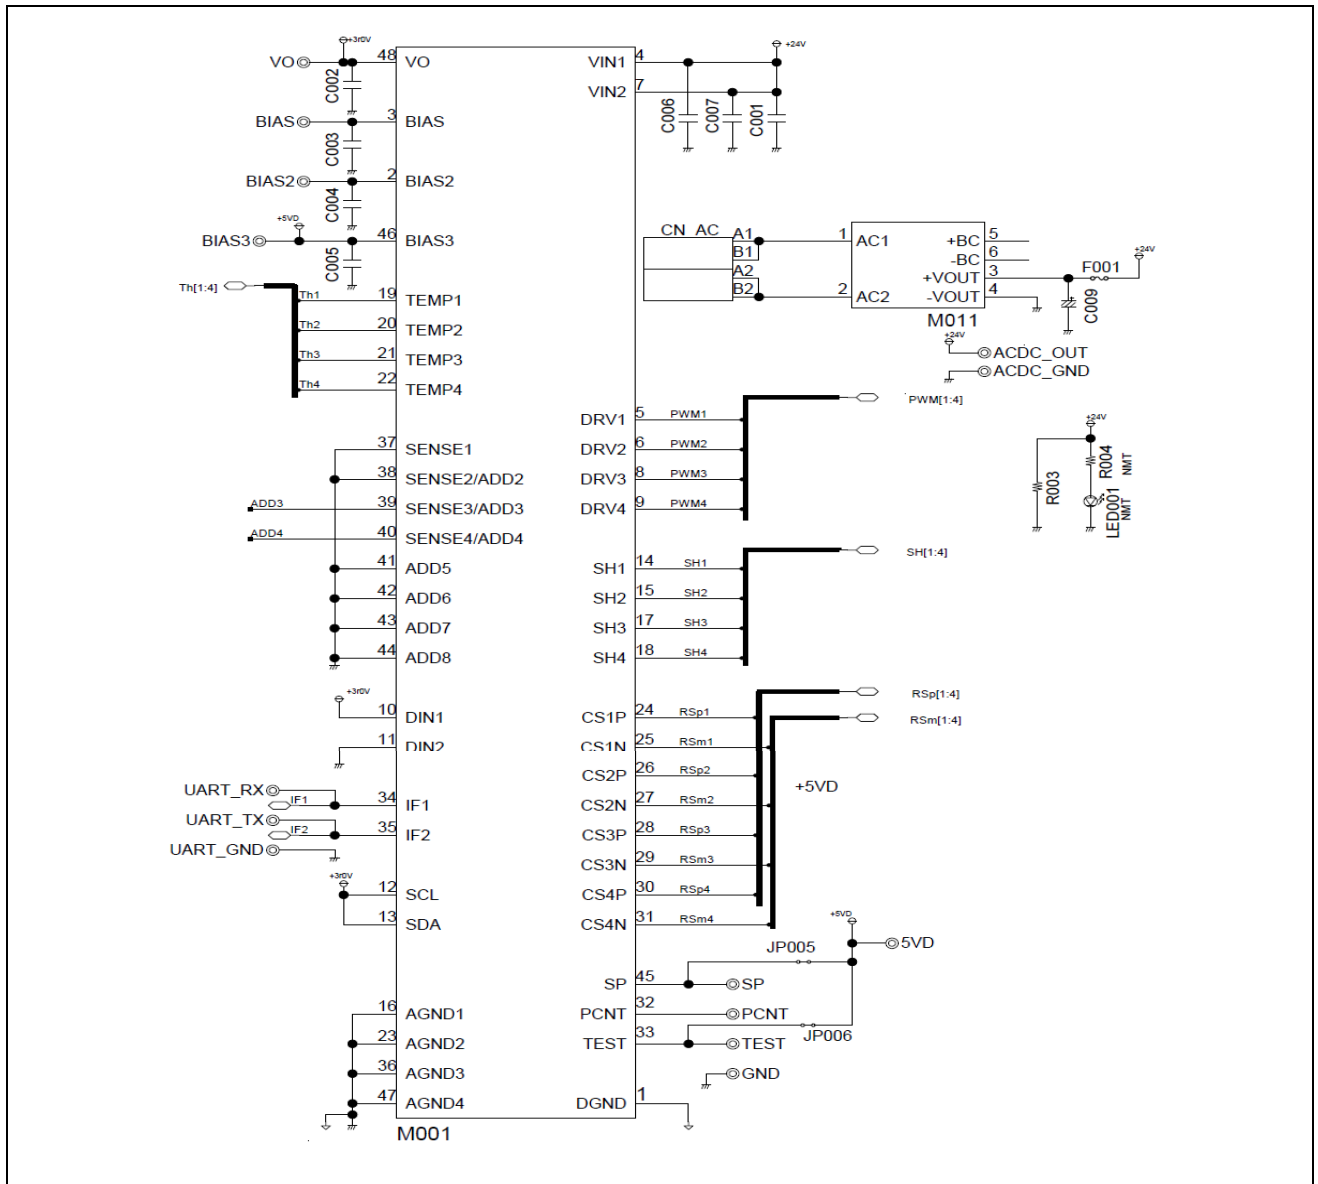 +3r0V
+24V
VO 48 VO
VIN1 4
C002
VIN2 7
BIAS 3 BIAS
C006 C007 C001
C003
BIAS2 2 BIAS2
C004
+5VD
BIAS3 46 BIAS3
C005
CN AC A1 1 AC1 +BC 5
B1 -BC 6
A2 +VOUT 3 F001 +24V
B2 2 AC2 -VOUT 4
C009
M011
Th[1:4]
Th1 19 TEMP1
Th2 20 TEMP2
Th3 21 TEMP3
Th4 22 TEMP4
+24V
ACDC_OUT
ACDC_GND
PWM[1:4]
DRV1 5 PWM1
DRV2 6 PWM2
DRV3 8 PWM3
DRV4 9 PWM4
+24V
R003
R004 NMT
LED001 NMT
37 SENSE1
38 SENSE2/ADD2
ADD3 39 SENSE3/ADD3
ADD4 40 SENSE4/ADD4
41 ADD5
42 ADD6
43 ADD7
44 ADD8
SH[1:4]
SH1 14 SH1
SH2 15 SH2
SH3 17 SH3
SH4 18 SH4
+3r0V
10 DIN1
11 DIN2
RSp[1:4]
RSm[1:4]
CS1P 24 RSp1
CS1N 25 RSm1
CS2P 26 RSp2
+5VD
CS2N 27 RSm2
CS3P 28 RSp3
CS3N 29 RSm3
CS4P 30 RSp4
CS4N 31 RSm4
UART_RX
IF1 34 IF1
UART_TX
IF2 35 IF2
UART_GND
+3r0V
12 SCL
13 SDA
+5VD
5VD
JP005
SP 45 SP
PCNT 32 PCNT
JP006
TEST 33 TEST
GND
DGND 1
16 AGND1
23 AGND2
36 AGND3
47 AGND4
M001